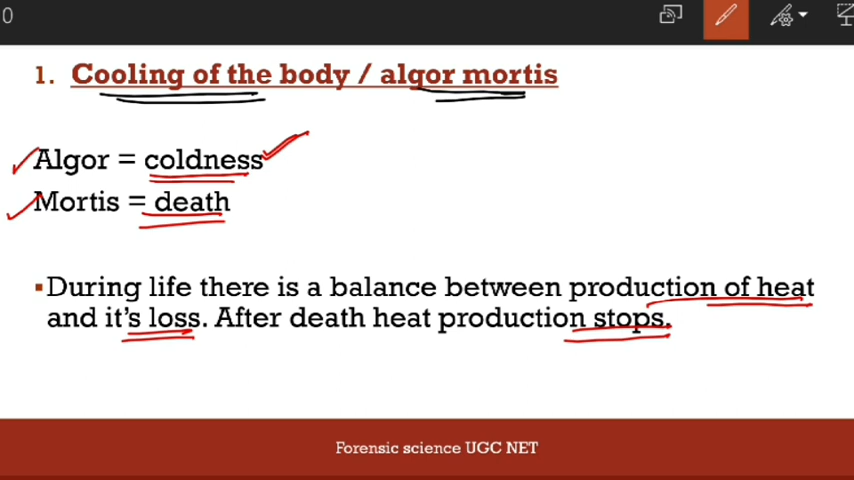 0
1. Cooling of the body / algor mortis
Algor = coldness
Mortis = death
▪During life there is a balance between production of heat
and it's loss. After death heat production stops.
Forensic science UGC NET